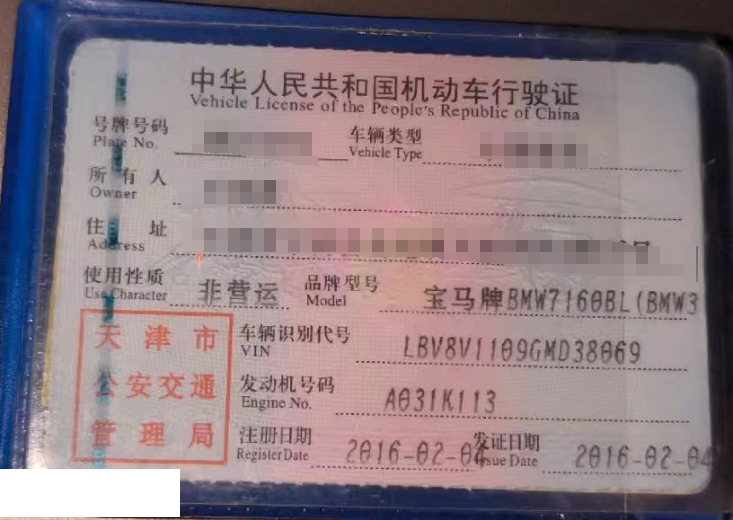 中华人民共和国机动车行驶证
Vehicle License of the People's Republic of China
号牌号码 车辆类型
Plate No. Vehicle Type
所有人
Owner
住址
Address 号
使用性质 非营运 品牌型号 宝马牌BMW7160BL(BMW3
Use Character Model
天津市
公安交通
管理局
车辆识别代号 LBV8V1109GMD38069
VIN
发动机号码 A031K113
Engine No.
注册日期 2016-02-04 发证日期 2016-02-04
Register Date Issue Date